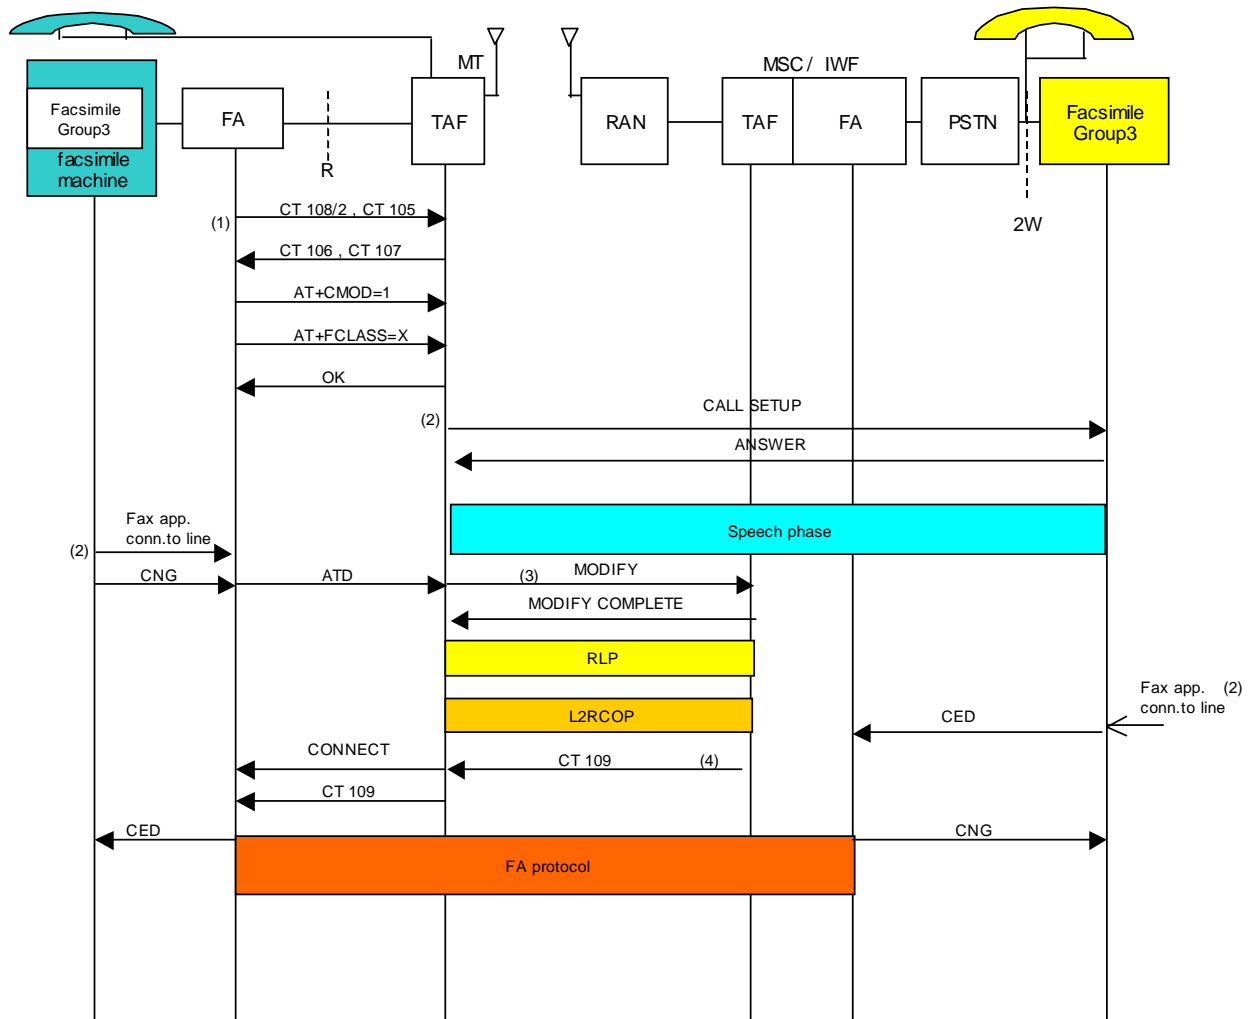 MT
MSC / IWF
Facsimile
Group3
facsimile
machine
FA
R
TAF
RAN
TAF
FA
PSTN
Facsimile
Group3
2W
(1)
CT 108/2 , CT 105
CT 106 , CT 107
AT+CMOD=1
AT+FCLASS=X
OK
(2)
CALL SETUP
ANSWER
Speech phase
Fax app.
conn.to line
(2)
CNG
ATD
(3)
MODIFY
MODIFY COMPLETE
RLP
L2RCOP
Fax app. (2)
conn.to line
CED
CONNECT
CT 109
(4)
CT 109
CED
CNG
FA protocol